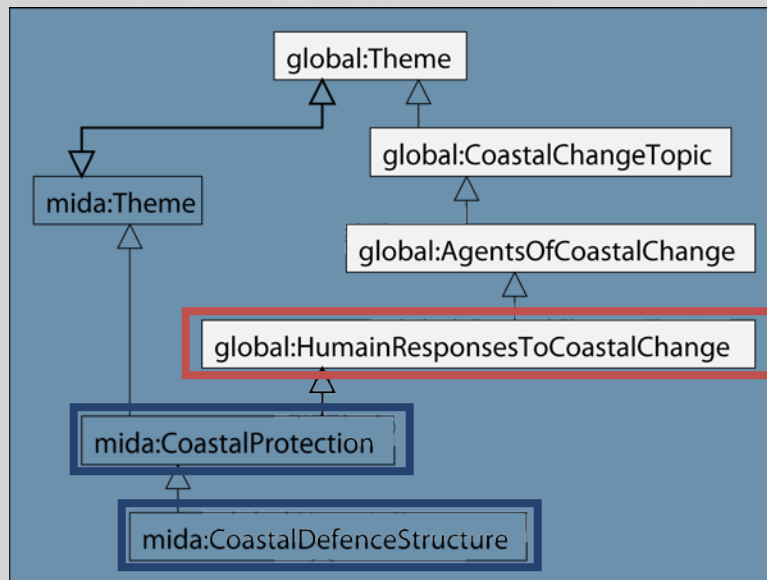 global:Theme
global:CoastalChangeTopic
mida:Theme
global:AgentsOfCoastalChange
global:HumainResponsesToCoastalChange
mida:CoastalProtection
mida:CoastalDefenceStructure